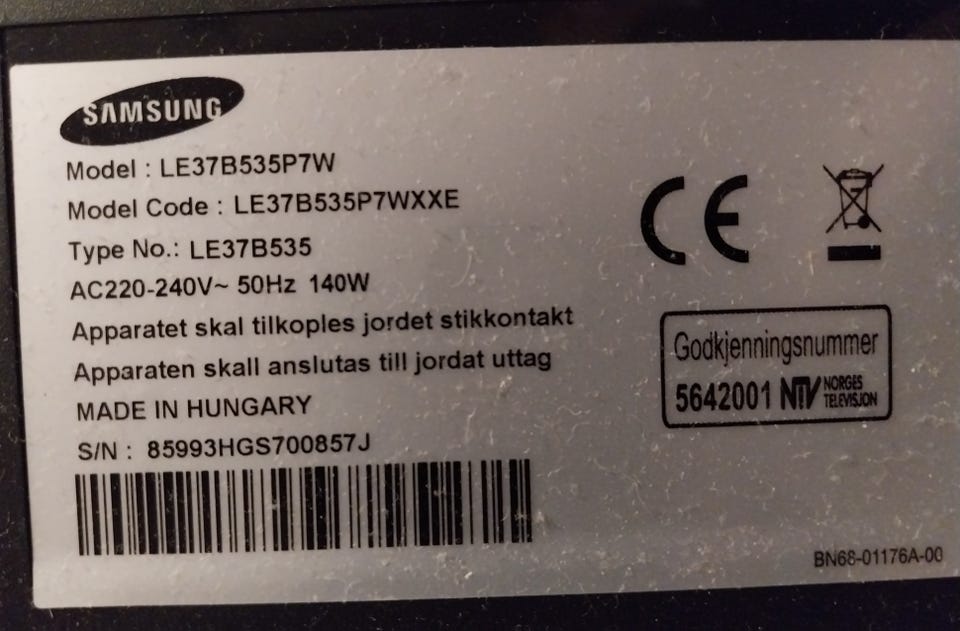 SAMSUNG
Model : LE37B535P7W
Model Code : LE37B535P7WXXE
Type No.: LE37B535
AC220-240V~ 50Hz 140W
Apparatet skal tilkoples jordet stikkontakt
Apparaten skall anslutas till jordat uttag
MADE IN HUNGARY
S/N : 85993HGS700857J
CE
Godkjenningsnummer
5642001 NTV NORGES
TELEVISJON
BN68-01176A-00